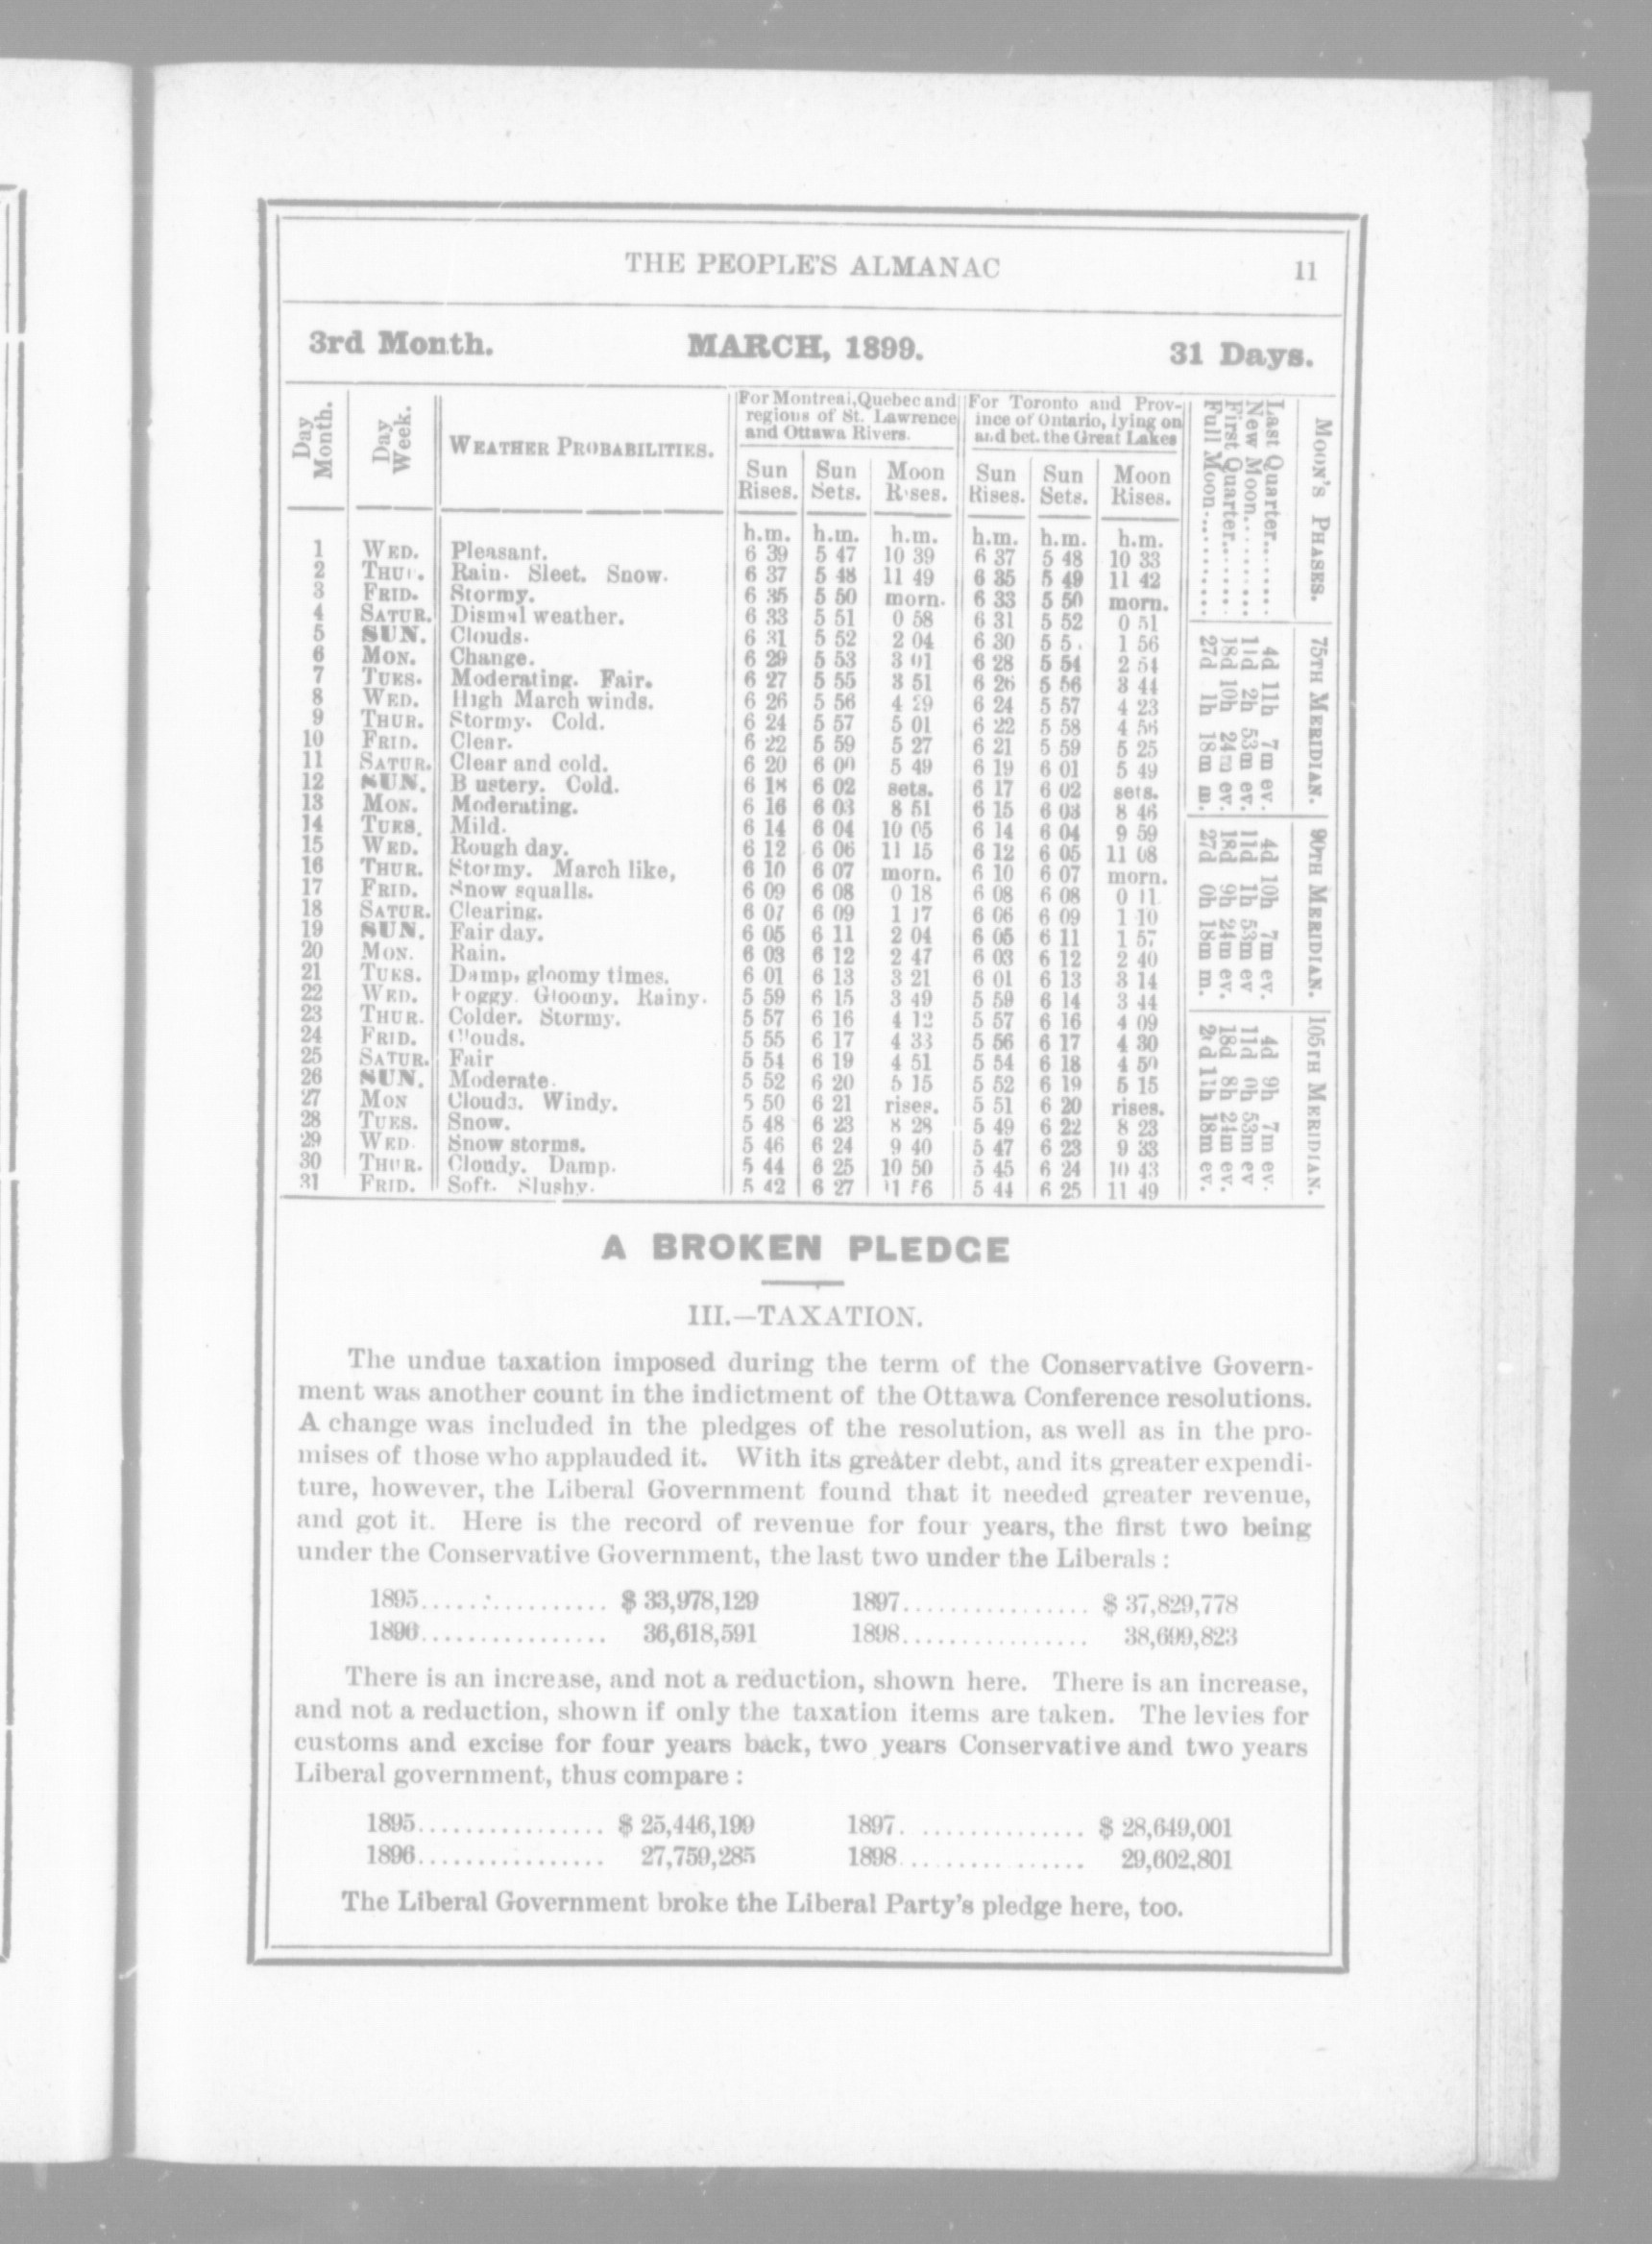 THE PEOPLE'S ALMANAC 11
3rd Month. MARCH, 1899. 31 Days.
Day Month. Day Week. WEATHER PROBABILITIES.
For Montreal, Quebec and regions of St. Lawrence and Ottawa Rivers.
For Toronto and Province of Ontario, lying on and bet. the Great Lakes
Sun Rises. Sun Sets. Moon Rises. Sun Rises. Sun Sets. Moon Rises.
h.m. h.m. h.m. h.m. h.m. h.m.
1 WED. Pleasant. 6 39 5 47 10 39 6 37 5 48 10 33
2 THUR. Rain. Sleet. Snow. 6 37 5 48 11 49 6 35 5 49 11 42
3 FRID. Stormy. 6 35 5 50 morn. 6 33 5 50 morn.
4 SATUR. Dismal weather. 6 33 5 51 0 58 6 31 5 52 0 51
5 SUN. Clouds. 6 31 5 52 2 04 6 30 5 5 1 56
6 MON. Change. 6 29 5 53 3 01 6 28 5 54 2 54
7 TUES. Moderating. Fair. 6 27 5 55 3 51 6 26 5 56 3 44
8 WED. High March winds. 6 26 5 56 4 29 6 24 5 57 4 23
9 THUR. Stormy. Cold. 6 24 5 57 5 01 6 22 5 58 4 56
10 FRID. Clear. 6 22 5 59 5 27 6 21 5 59 5 25
11 SATUR. Clear and cold. 6 20 6 00 5 49 6 19 6 01 5 49
12 SUN. B ustery. Cold. 6 18 6 02 sets. 6 17 6 02 sets.
13 MON. Moderating. 6 16 6 03 8 51 6 15 6 03 8 46
14 TUES. Mild. 6 14 6 04 10 05 6 14 6 04 9 59
15 WED. Rough day. 6 12 6 06 11 15 6 12 6 05 11 08
16 THUR. Stormy. March like, 6 10 6 07 morn. 6 10 6 07 morn.
17 FRID. Snow squalls. 6 09 6 08 0 18 6 08 6 08 0 11
18 SATUR. Clearing. 6 07 6 09 1 17 6 06 6 09 1 10
19 SUN. Fair day. 6 05 6 11 2 04 6 05 6 11 1 57
20 MON. Rain. 6 03 6 12 2 47 6 03 6 12 2 40
21 TUES. Damp, gloomy times. 6 01 6 13 3 21 6 01 6 13 3 14
22 WED. Foggy. Gloomy. Rainy. 5 59 6 15 3 49 5 59 6 14 3 44
23 THUR. Colder. Stormy. 5 57 6 16 4 12 5 57 6 16 4 09
24 FRID. Clouds. 5 55 6 17 4 33 5 56 6 17 4 30
25 SATUR. Fair 5 54 6 19 4 51 5 54 6 18 4 50
26 SUN. Moderate. 5 52 6 20 5 15 5 52 6 19 5 15
27 MON Clouds. Windy. 5 50 6 21 rises. 5 51 6 20 rises.
28 TUES. Snow. 5 48 6 23 8 28 5 49 6 22 8 23
29 WED. Snow storms. 5 46 6 24 9 40 5 47 6 23 9 33
30 THUR. Cloudy. Damp. 5 44 6 25 10 50 5 45 6 24 10 43
31 FRID. Soft. Slushy. 5 42 6 27 11 56 5 44 6 25 11 49
MOON'S PHASES. 75TH MERIDIAN. 90TH MERIDIAN. 105TH MERIDIAN.
Last Quarter........ 4d 11h 7m ev. 4d 10h 7m ev. 4d 9h 7m ev.
New Moon......... 11d 2h 53m ev. 11d 1h 53m ev 11d 0h 53m ev
First Quarter........ 18d 10h 24m ev. 18d 9h 24m ev. 18d 8h 24m ev.
Full Moon.......... 27d 1h 18m m. 27d 0h 18m m. 11h 18m ev.
A BROKEN PLEDGE
III.—TAXATION.
The undue taxation imposed during the term of the Conservative Govern-
ment was another count in the indictment of the Ottawa Conference resolutions.
A change was included in the pledges of the resolution, as well as in the pro-
mises of those who applauded it. With its greater debt, and its greater expendi-
ture, however, the Liberal Government found that it needed greater revenue,
and got it. Here is the record of revenue for four years, the first two being
under the Conservative Government, the last two under the Liberals :
1895................ $ 33,978,129 1897................ $ 37,829,778
1896................ 36,618,591 1898................ 38,699,823
There is an increase, and not a reduction, shown here. There is an increase,
and not a reduction, shown if only the taxation items are taken. The levies for
customs and excise for four years back, two years Conservative and two years
Liberal government, thus compare :
1895................ $ 25,446,199 1897. .............. $ 28,649,001
1896................ 27,759,285 1898................ 29,602,801
The Liberal Government broke the Liberal Party's pledge here, too.